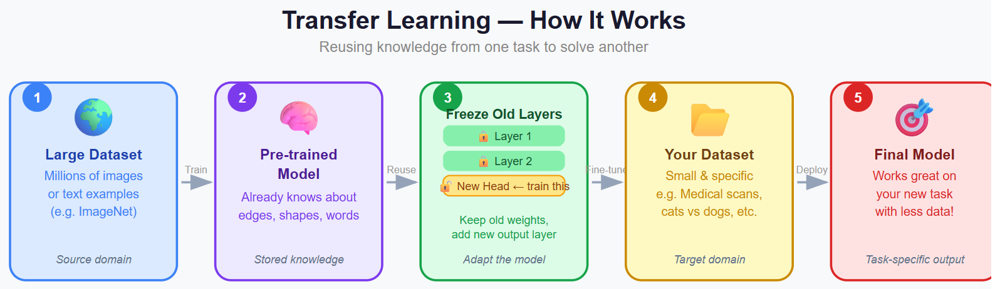 Transfer Learning — How It Works
Reusing knowledge from one task to solve another
1
Large Dataset
Millions of images
or text examples
(e.g. ImageNet)
Source domain
Train
2
Pre-trained
Model
Already knows about
edges, shapes, words
Stored knowledge
Reuse
3
Freeze Old Layers
Layer 1
Layer 2
New Head ← train this
Keep old weights,
add new output layer
Adapt the model
Fine-tune
4
Your Dataset
Small & specific
e.g. Medical scans,
cats vs dogs, etc.
Target domain
Deploy
5
Final Model
Works great on
your new task
with less data!
Task-specific output